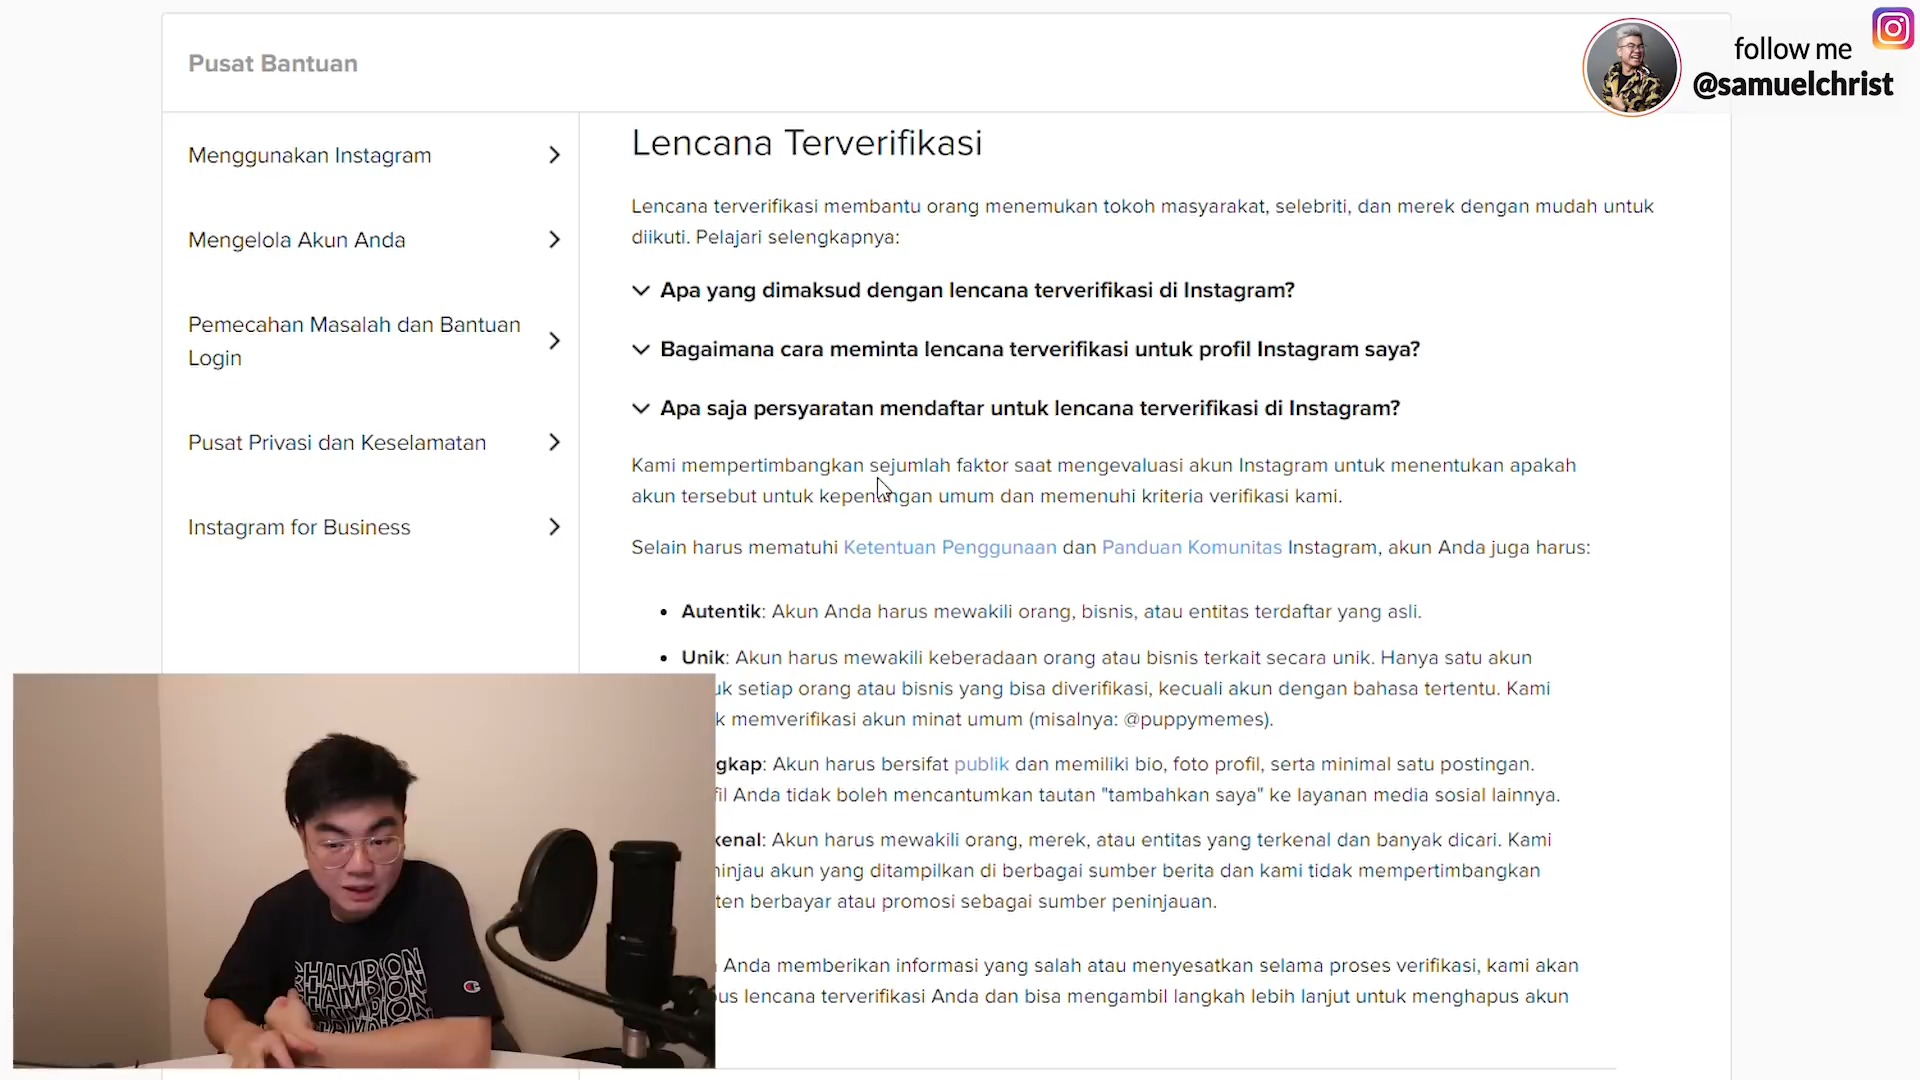 follow me
@samuelchrist
Pusat Bantuan
Menggunakan Instagram
Mengelola Akun Anda
Pemecahan Masalah dan Bantuan
Login
Pusat Privasi dan Keselamatan
Instagram for Business
Lencana Terverifikasi
Lencana terverifikasi membantu orang menemukan tokoh masyarakat, selebriti, dan merek dengan mudah untuk
diikuti. Pelajari selengkapnya:
Apa yang dimaksud dengan lencana terverifikasi di Instagram?
Bagaimana cara meminta lencana terverifikasi untuk profil Instagram saya?
Apa saja persyaratan mendaftar untuk lencana terverifikasi di Instagram?
Kami mempertimbangkan sejumlah faktor saat mengevaluasi akun Instagram untuk menentukan apakah
akun tersebut untuk kepentingan umum dan memenuhi kriteria verifikasi kami.
Selain harus mematuhi Ketentuan Penggunaan dan Panduan Komunitas Instagram, akun Anda juga harus:
Autentik: Akun Anda harus mewakili orang, bisnis, atau entitas terdaftar yang asli.
Unik: Akun harus mewakili keberadaan orang atau bisnis terkait secara unik. Hanya satu akun
setiap orang atau bisnis yang bisa diverifikasi, kecuali akun dengan bahasa tertentu. Kami
memverifikasi akun minat umum (misalnya: @puppymemes).
gkap: Akun harus bersifat publik dan memiliki bio, foto profil, serta minimal satu postingan.
Anda tidak boleh mencantumkan tautan "tambahkan saya" ke layanan media sosial lainnya.
kenal: Akun harus mewakili orang, merek, atau entitas yang terkenal dan banyak dicari. Kami
injau akun yang ditampilkan di berbagai sumber berita dan kami tidak mempertimbangkan
ten berbayar atau promosi sebagai sumber peninjauan.
Anda memberikan informasi yang salah atau menyesatkan selama proses verifikasi, kami akan
us lencana terverifikasi Anda dan bisa mengambil langkah lebih lanjut untuk menghapus akun
CHAMPION
CHAMPION